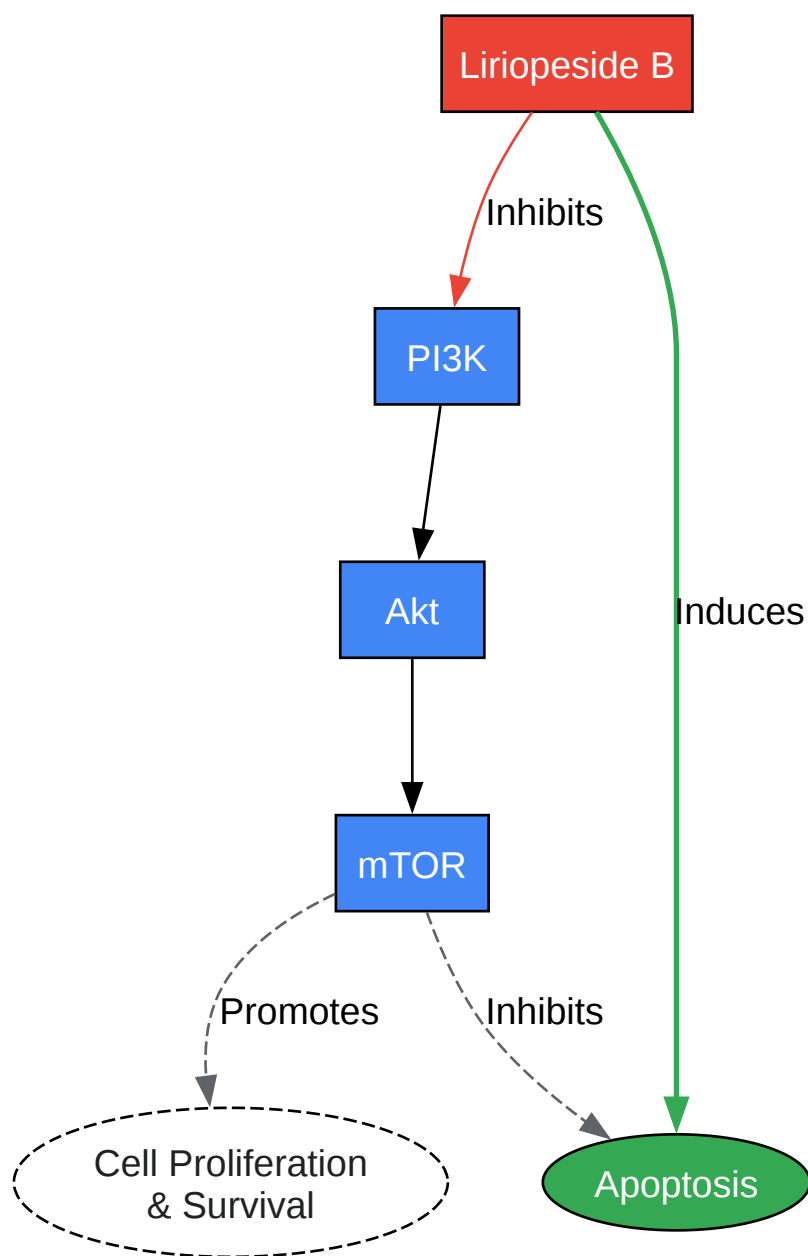 Liriopeside B
Inhibits
PI3K
Akt
Induces
mTOR
Promotes
Inhibits
Cell Proliferation
& Survival
Apoptosis